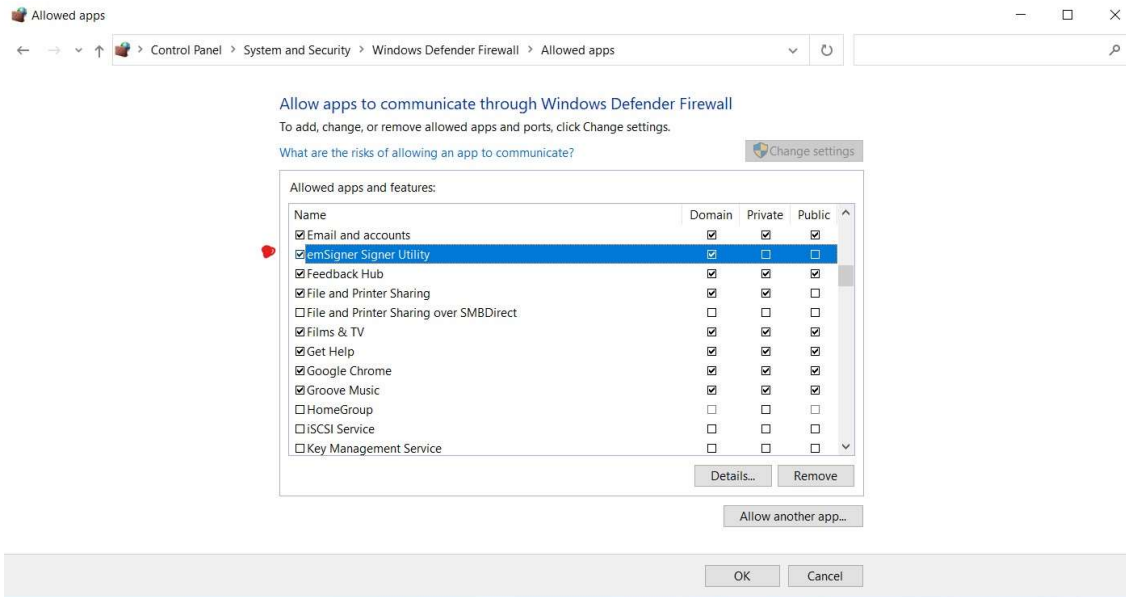 Allowed apps
Control Panel > System and Security > Windows Defender Firewall > Allowed apps
Allow apps to communicate through Windows Defender Firewall
To add, change, or remove allowed apps and ports, click Change settings.
What are the risks of allowing an app to communicate?
Change settings
Allowed apps and features:
Name Domain Private Public
Email and accounts
emSigner Signer Utility
Feedback Hub
File and Printer Sharing
File and Printer Sharing over SMBDirect
Films & TV
Get Help
Google Chrome
Groove Music
HomeGroup
iSCSI Service
Key Management Service
Details... Remove
Allow another app...
OK Cancel